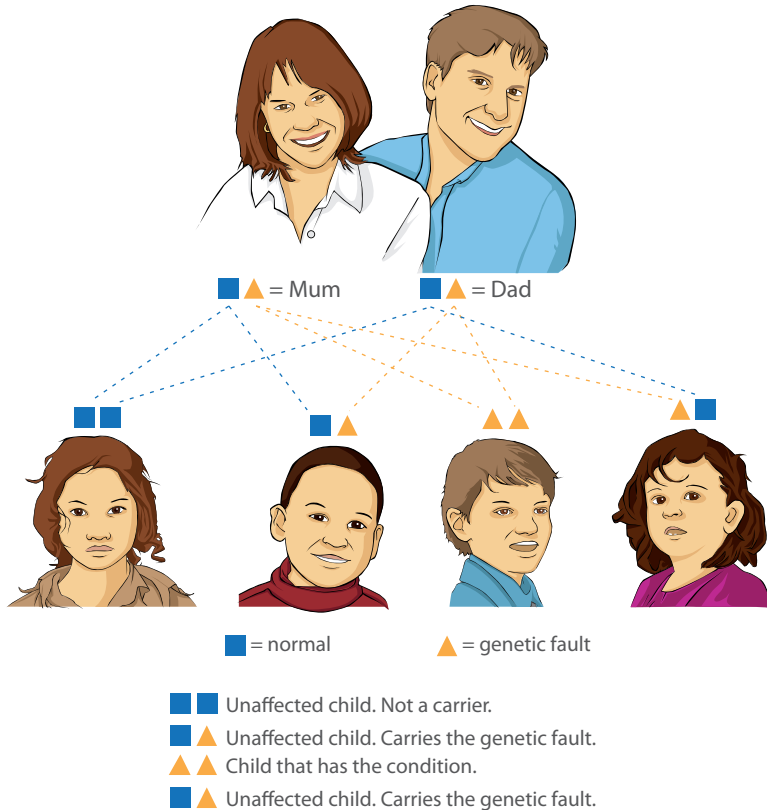 = Mum = Dad
= normal = genetic fault
Unaffected child. Not a carrier.
Unaffected child. Carries the genetic fault.
Child that has the condition.
Unaffected child. Carries the genetic fault.